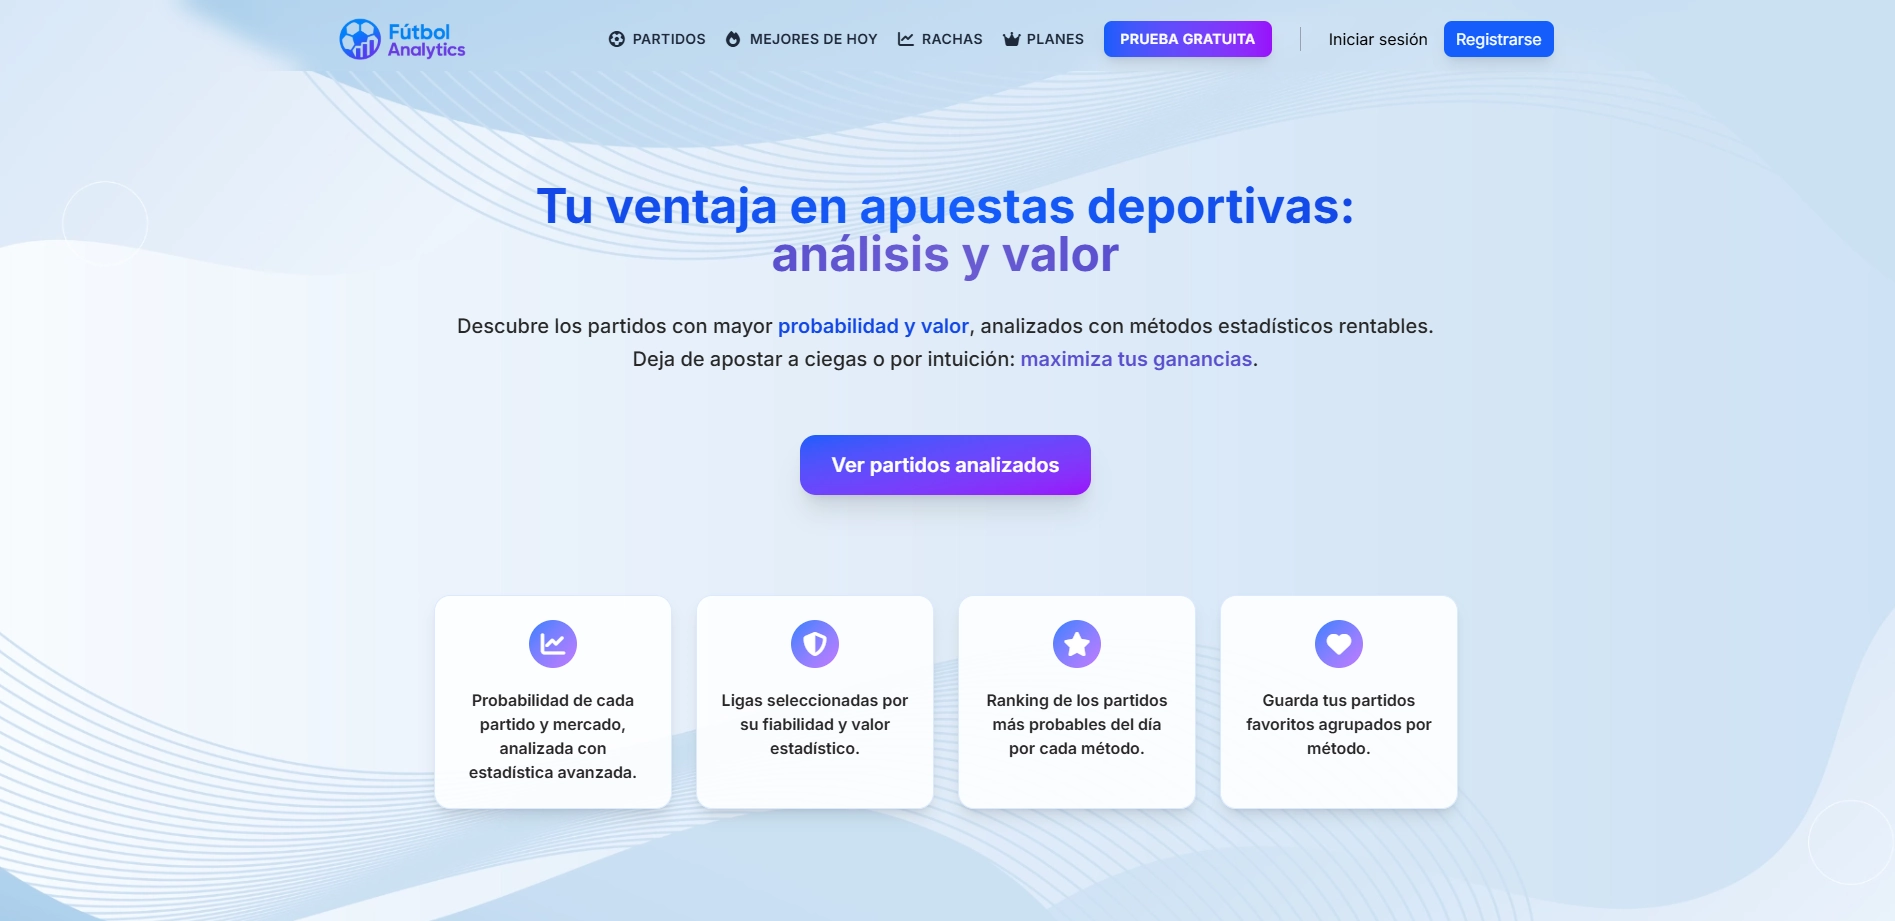 Fútbol
Analytics
PARTIDOS
MEJORES DE HOY
RACHAS
PLANES
PRUEBA GRATUITA
Iniciar sesión
Registrarse
Tu ventaja en apuestas deportivas:
análisis y valor
Descubre los partidos con mayor probabilidad y valor, analizados con métodos estadísticos rentables.
Deja de apostar a ciegas o por intuición: maximiza tus ganancias.
Ver partidos analizados
Probabilidad de cada
partido y mercado,
analizada con
estadística avanzada.
Ligas seleccionadas por
su fiabilidad y valor
estadístico.
Ranking de los partidos
más probables del día
por cada método.
Guarda tus partidos
favoritos agrupados por
método.